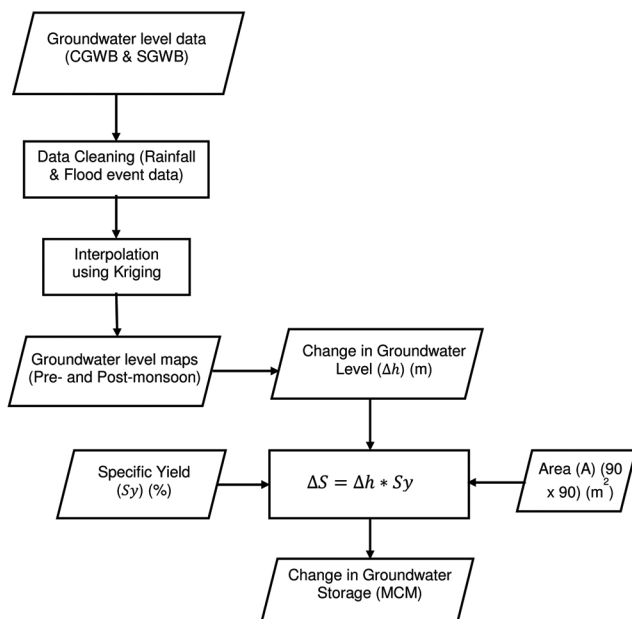 Groundwater level data
(CGWB & SGWB)
Data Cleaning (Rainfall
& Flood event data)
Interpolation
using Kriging
Groundwater level maps
(Pre- and Post-monsoon)
Change in Groundwater
Level (Δℎ) (m)
Specific Yield
(𝑆𝑦) (%)
Δ𝑆 = Δℎ ∗ 𝑆𝑦
Area (A) (90
x 90) (m²)
Change in Groundwater
Storage (MCM)